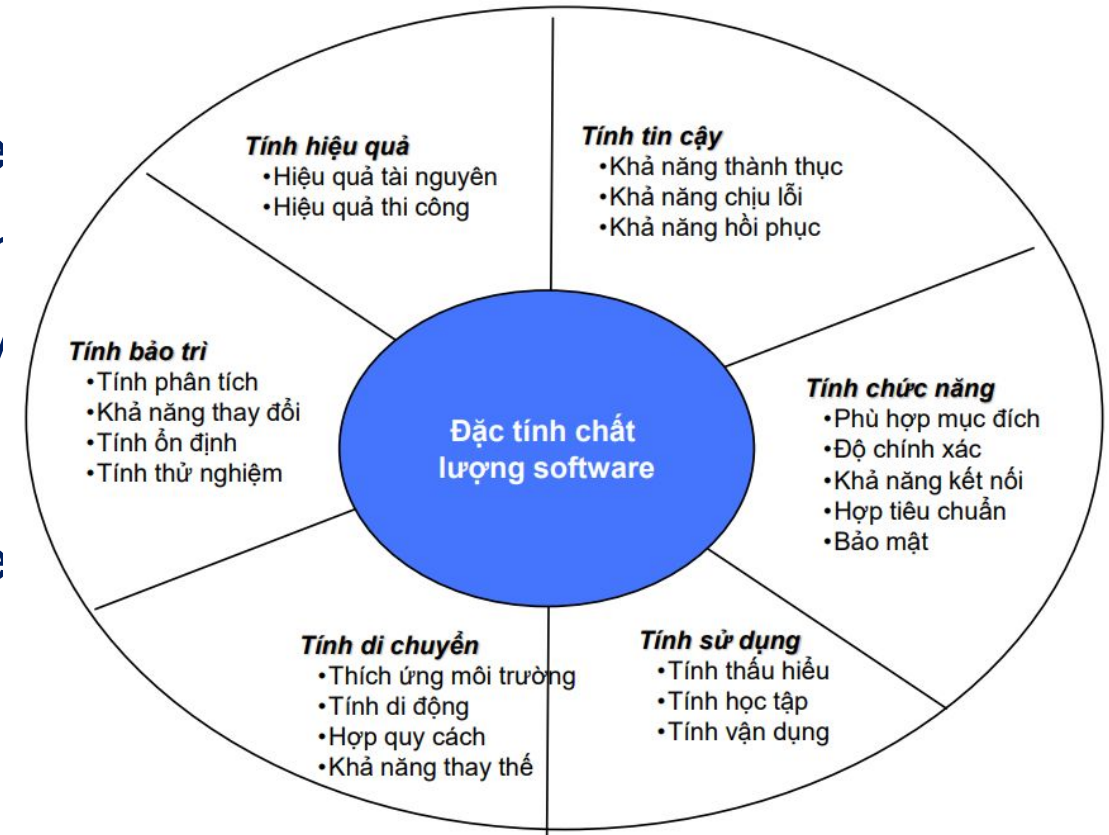 Tính hiệu quả
•Hiệu quả tài nguyên
•Hiệu quả thi công
Tính tin cậy
•Khả năng thành thục
•Khả năng chịu lỗi
•Khả năng hồi phục
Tính bảo trì
•Tính phân tích
•Khả năng thay đổi
•Tính ổn định
•Tính thử nghiệm
Đặc tính chất
lượng software
Tính chức năng
•Phù hợp mục đích
•Độ chính xác
•Khả năng kết nối
•Hợp tiêu chuẩn
•Bảo mật
Tính di chuyển
•Thích ứng môi trường
•Tính di động
•Hợp quy cách
•Khả năng thay thế
Tính sử dụng
•Tính thấu hiểu
•Tính học tập
•Tính vận dụng